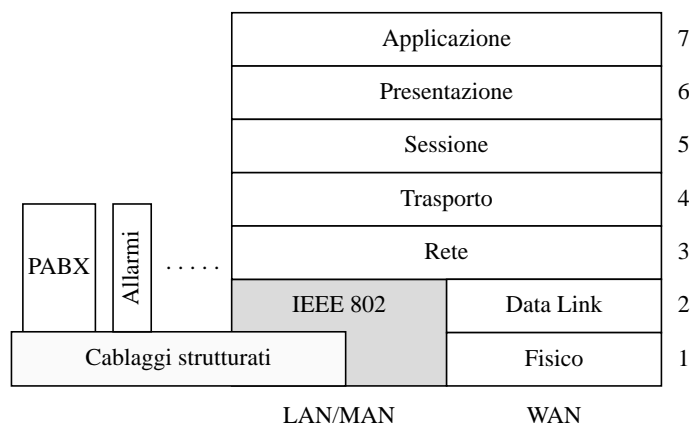 Applicazione 7
Presentazione 6
Sessione 5
Trasporto 4
Rete 3
PABX
Allarmi
. . . . .
IEEE 802
Data Link 2
Cablaggi strutturati
Fisico 1
LAN/MAN
WAN